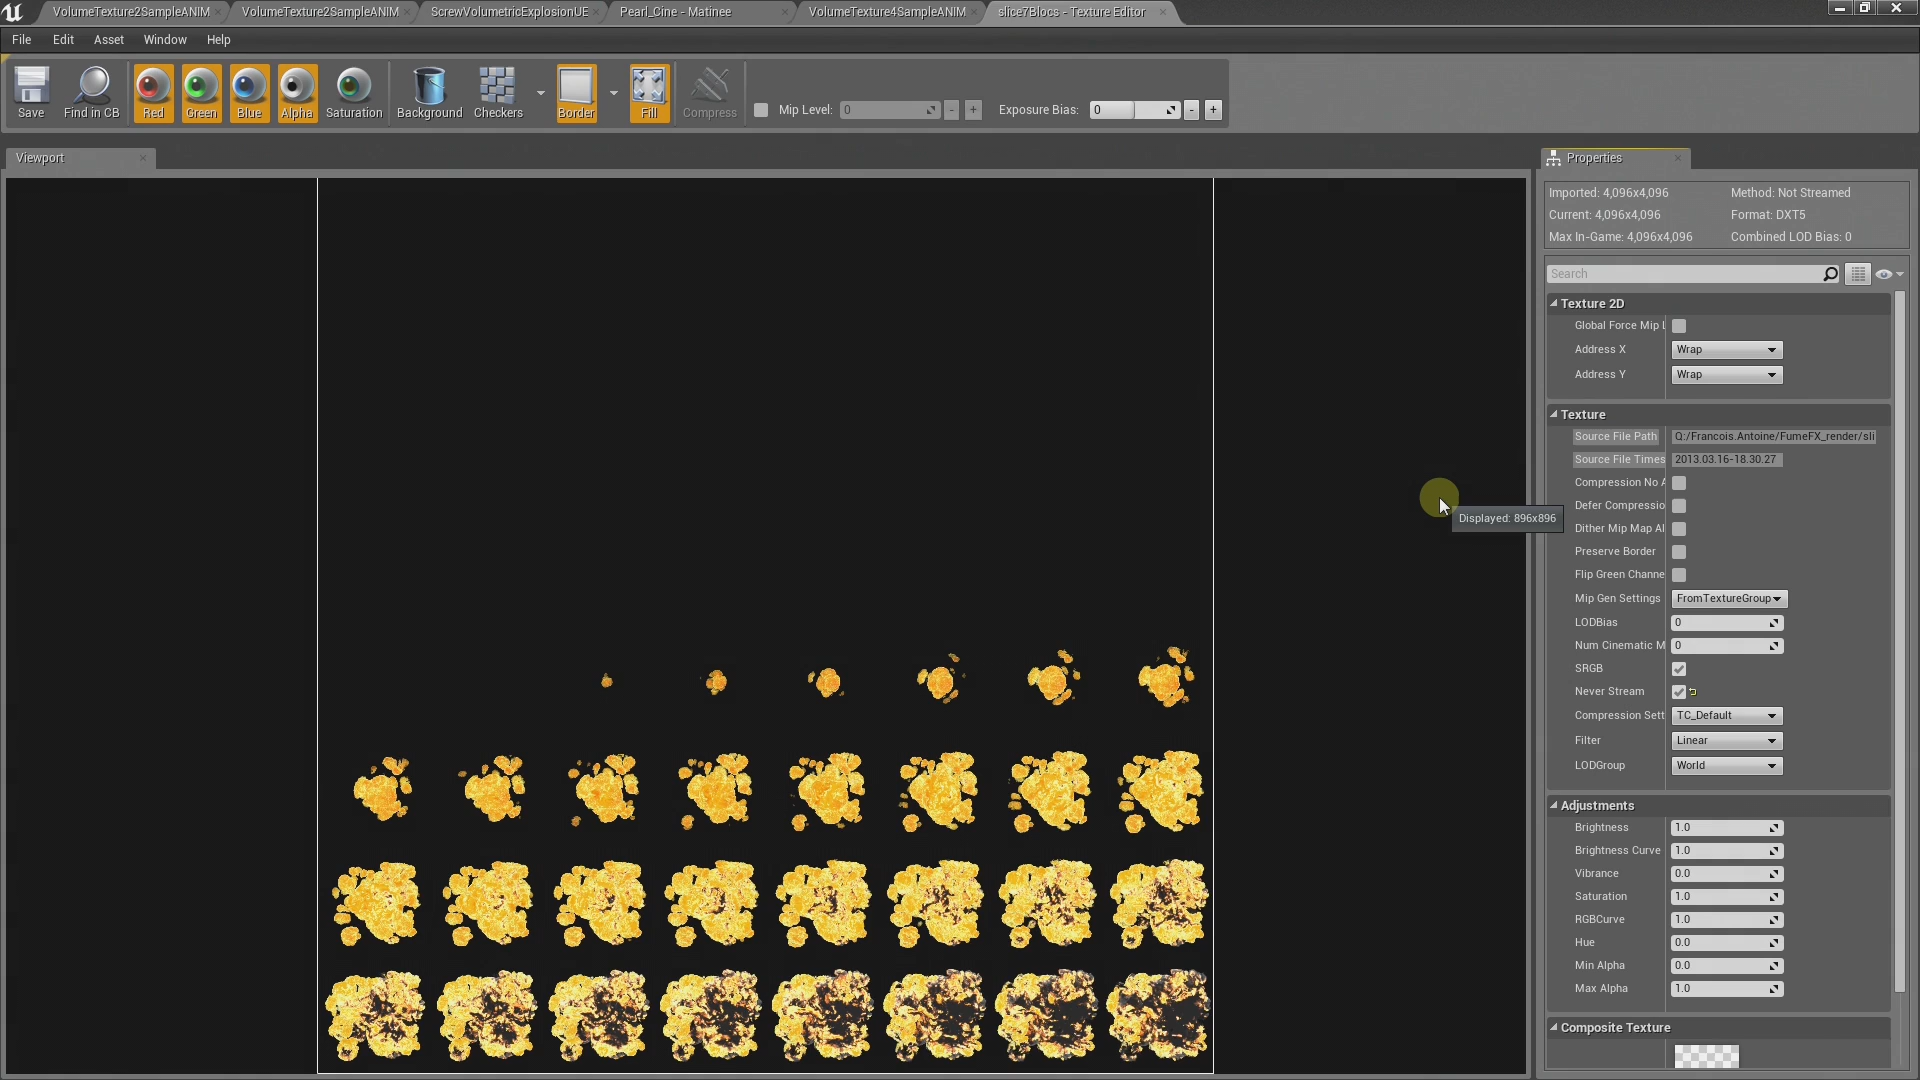 VolumeTexture2SampleANIM
VolumeTexture2SampleANIM
ScrewVolumetricExplosionUE
Pearl_Cine - Matinee
VolumeTexture4SampleANIM
slice7Blocs - Texture Editor
File Edit Asset Window Help
Save
Find in CB
Red
Green
Blue
Alpha
Saturation
Background
Checkers
Border
Fill
Compress
Mip Level: 0 - +
Exposure Bias: 0 - +
Viewport
Properties
Imported: 4,096x4,096 Method: Not Streamed
Current: 4,096x4,096 Format: DXT5
Max In-Game: 4,096x4,096 Combined LOD Bias: 0
Search
Texture 2D
Global Force Mip L
Address X Wrap
Address Y Wrap
Texture
Source File Path Q:/Francois.Antoine/FumeFX_render/sli
Source File Times 2013.03.16-18.30.27
Compression No A
Defer Compressio
Dither Mip Map Al
Preserve Border
Flip Green Channe
Mip Gen Settings FromTextureGroup
LODBias 0
Num Cinematic M 0
SRGB
Never Stream
Compression Sett TC_Default
Filter Linear
LODGroup World
Adjustments
Brightness 1.0
Brightness Curve 1.0
Vibrance 0.0
Saturation 1.0
RGBCurve 1.0
Hue 0.0
Min Alpha 0.0
Max Alpha 1.0
Composite Texture
Displayed: 896x896